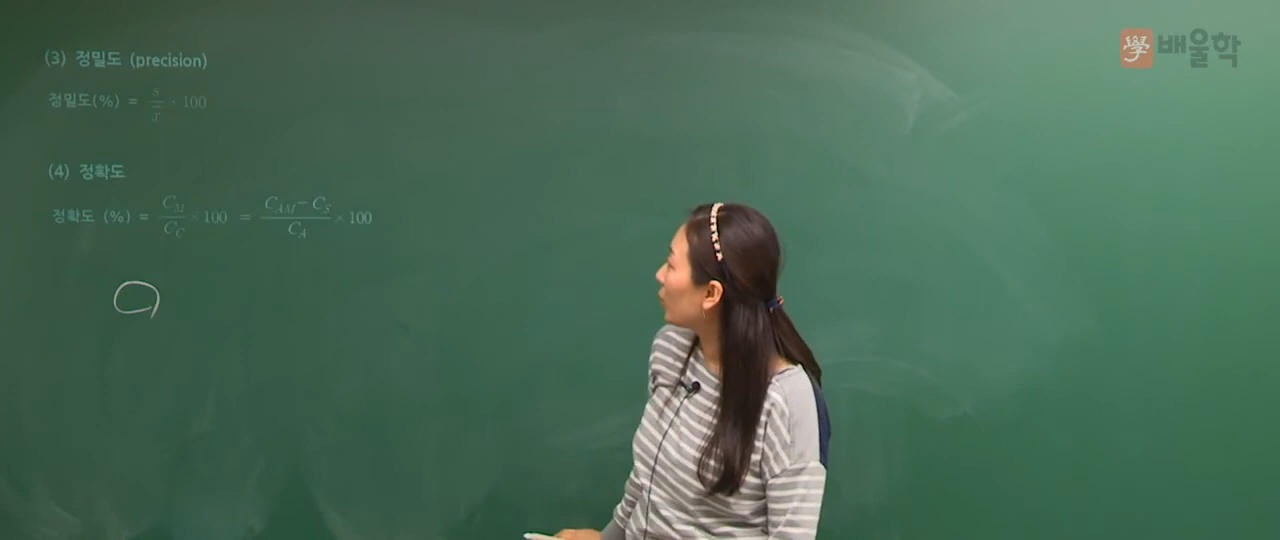 (3) 정밀도 (precision)
정밀도(%) = s / x̄ · 100
(4) 정확도
정확도 (%) = C_M / C_C × 100 = (C_AM − C_S) / C_A × 100
學 배울학